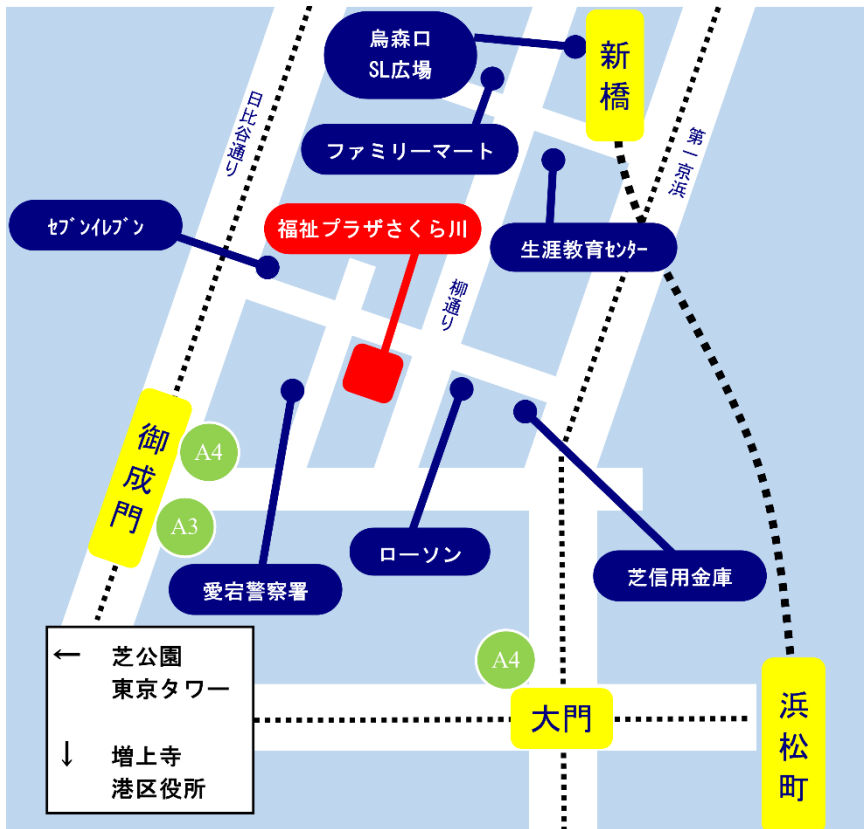 烏森口
SL広場
新橋
日比谷通り
第一京浜
ファミリーマート
ｾﾌﾞﾝｲﾚﾌﾞﾝ
福祉プラザさくら川
生涯教育ｾﾝﾀｰ
柳通り
御成門
A4
A3
ローソン
愛宕警察署
芝信用金庫
← 芝公園
東京タワー
↓ 増上寺
港区役所
A4
大門
浜松町